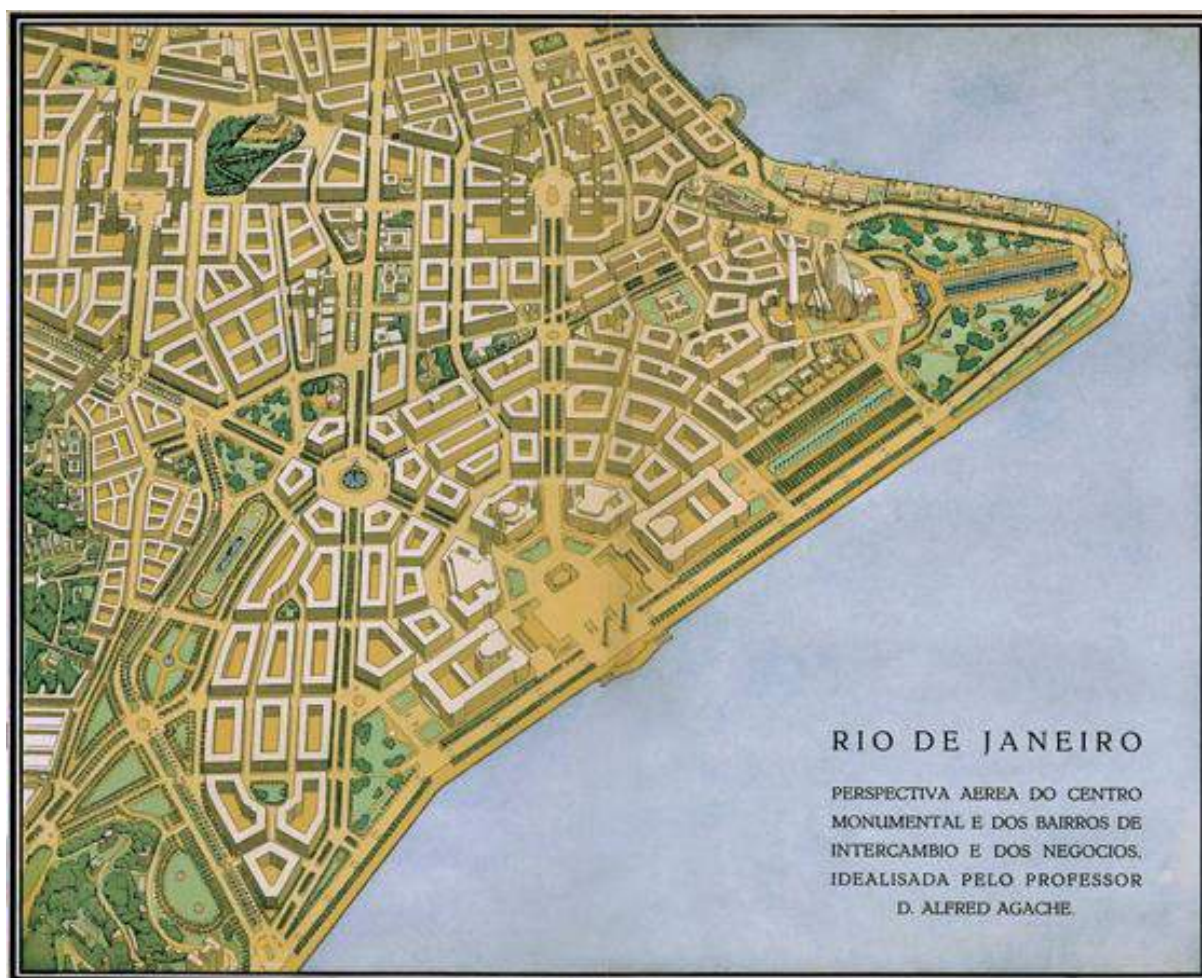 RIO DE JANEIRO
PERSPECTIVA AEREA DO CENTRO
MONUMENTAL E DOS BAIRROS DE
INTERCAMBIO E DOS NEGOCIOS,
IDEALISADA PELO PROFESSOR
D. ALFRED AGACHE.